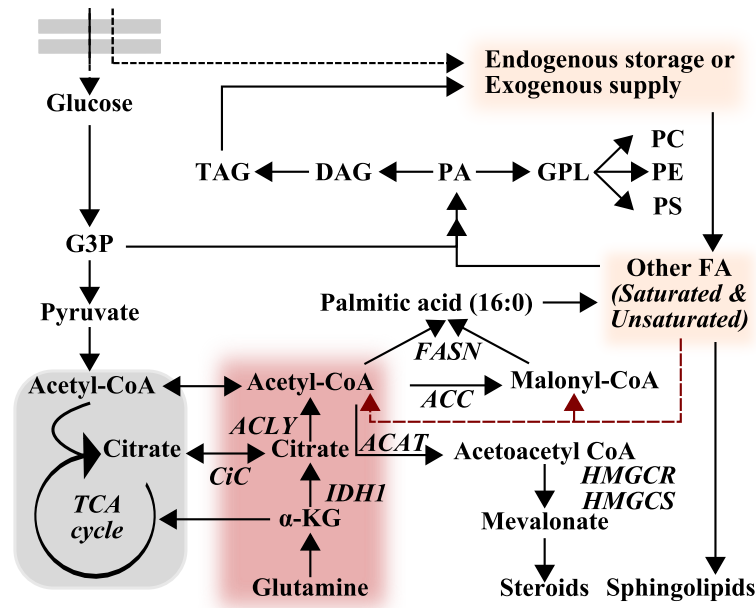 Endogenous storage or
Exogenous supply
Glucose
PC
TAG
DAG
PA
GPL
PE
PS
G3P
Other FA
(Saturated &
Unsaturated)
Palmitic acid (16:0)
Pyruvate
FASN
Acetyl-CoA
Acetyl-CoA
ACC
Malonyl-CoA
ACLY
ACAT
Citrate
CiC
Citrate
Acetoacetyl CoA
HMGCR
HMGCS
IDH1
TCA
cycle
α-KG
Mevalonate
Glutamine
Steroids
Sphingolipids